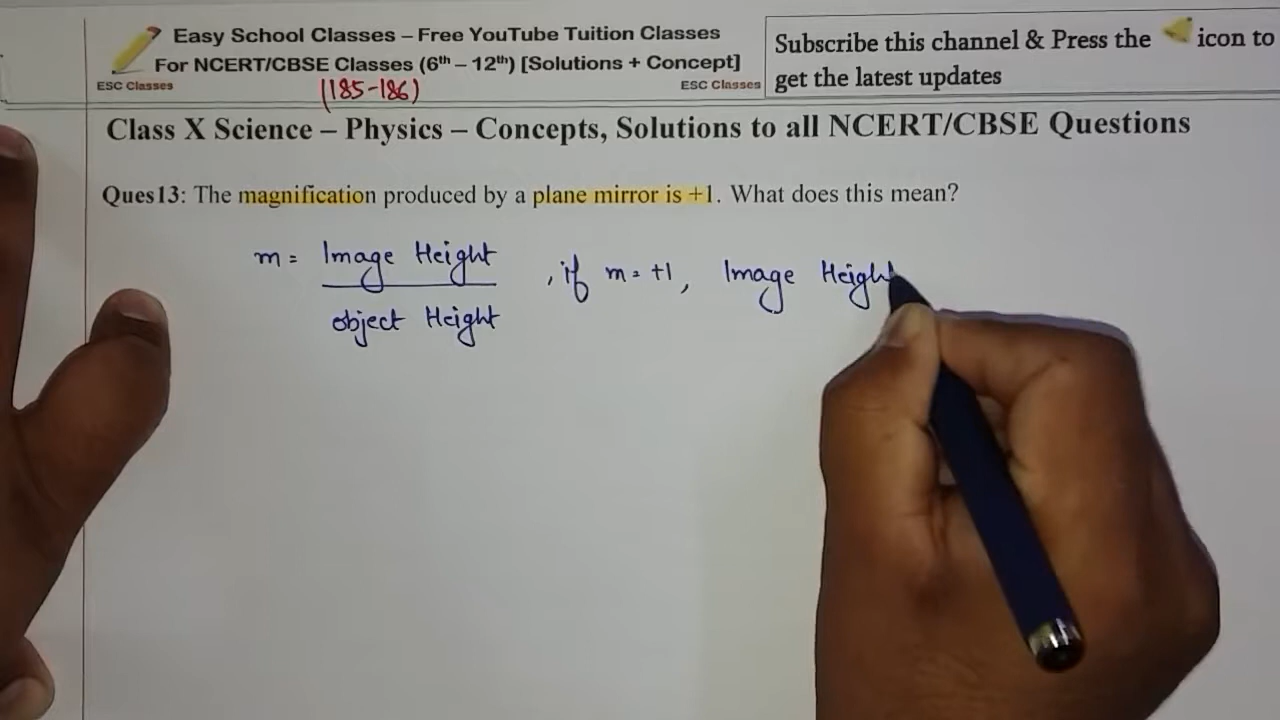 Easy School Classes – Free YouTube Tuition Classes
For NCERT/CBSE Classes (6th – 12th) [Solutions + Concept]
ESC Classes
(185-186)
ESC Classes
Subscribe this channel & Press the icon to
get the latest updates
Class X Science – Physics – Concepts, Solutions to all NCERT/CBSE Questions
Ques13: The magnification produced by a plane mirror is +1. What does this mean?
m = Image Height
object Height
, if m = +1, Image Heigh